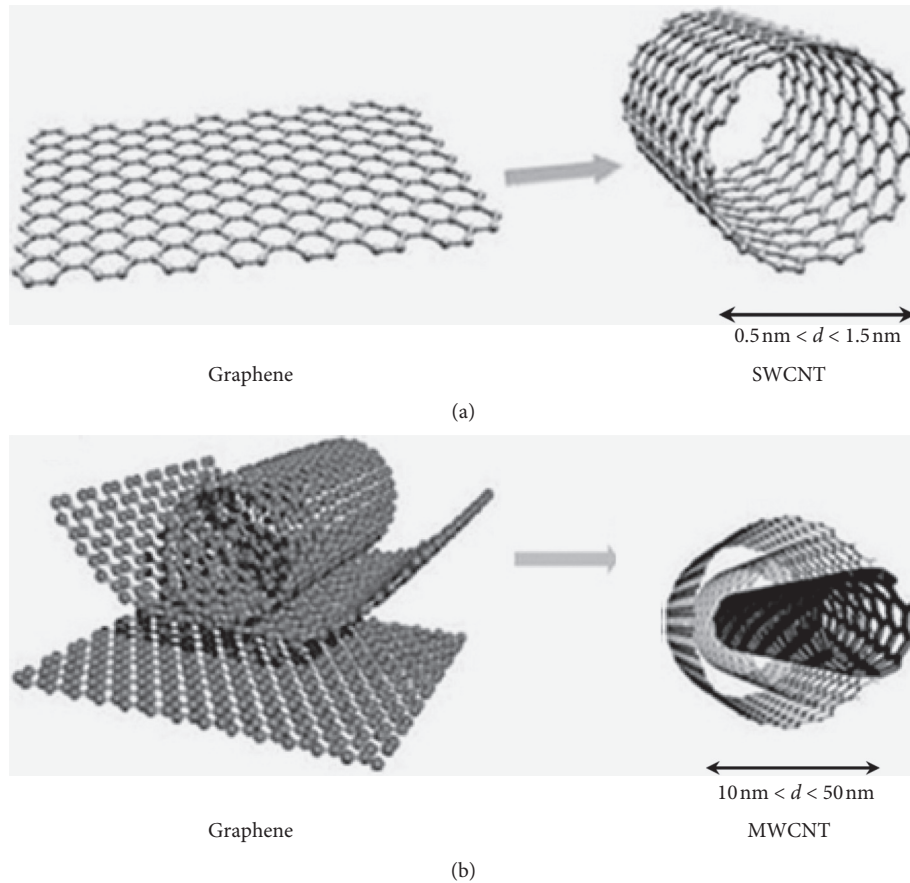 0.5 nm < d < 1.5 nm
Graphene
SWCNT
(a)
10 nm < d < 50 nm
Graphene
MWCNT
(b)